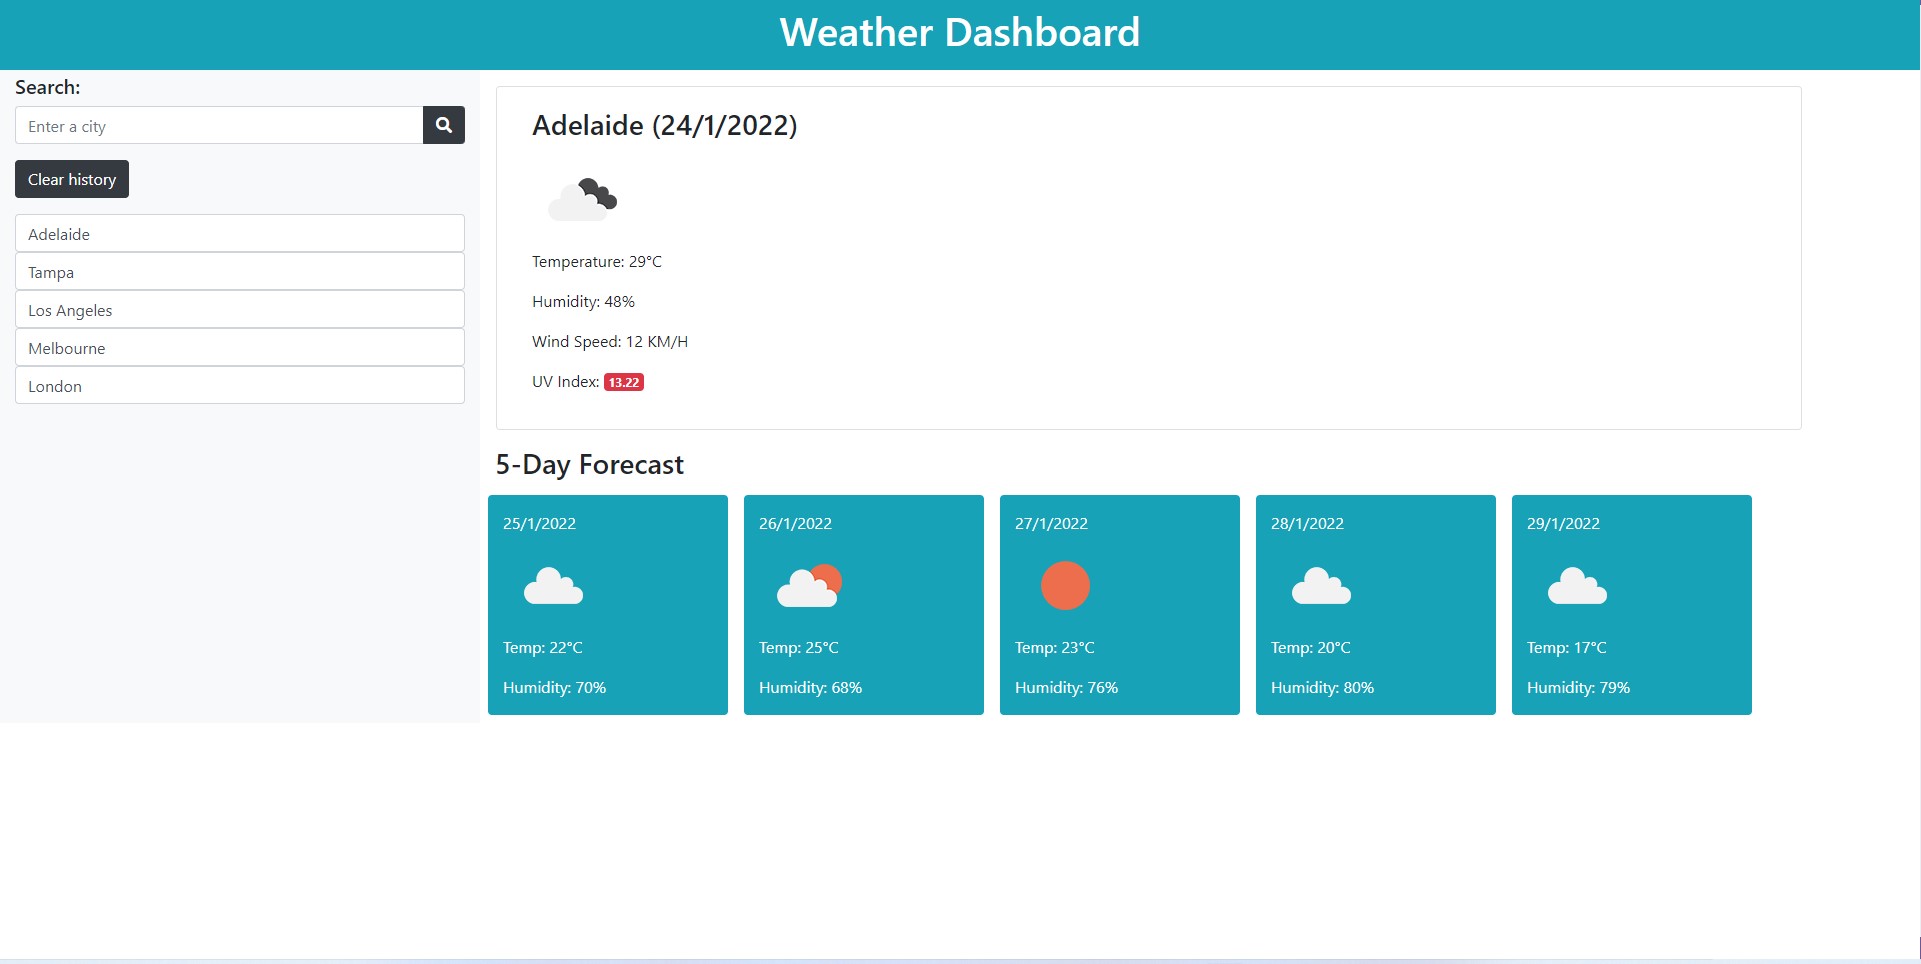 Weather Dashboard
Search:
Enter a city
Clear history
Adelaide
Tampa
Los Angeles
Melbourne
London
Adelaide (24/1/2022)
Temperature: 29°C
Humidity: 48%
Wind Speed: 12 KM/H
UV Index: 13.22
5-Day Forecast
25/1/2022
Temp: 22°C
Humidity: 70%
26/1/2022
Temp: 25°C
Humidity: 68%
27/1/2022
Temp: 23°C
Humidity: 76%
28/1/2022
Temp: 20°C
Humidity: 80%
29/1/2022
Temp: 17°C
Humidity: 79%